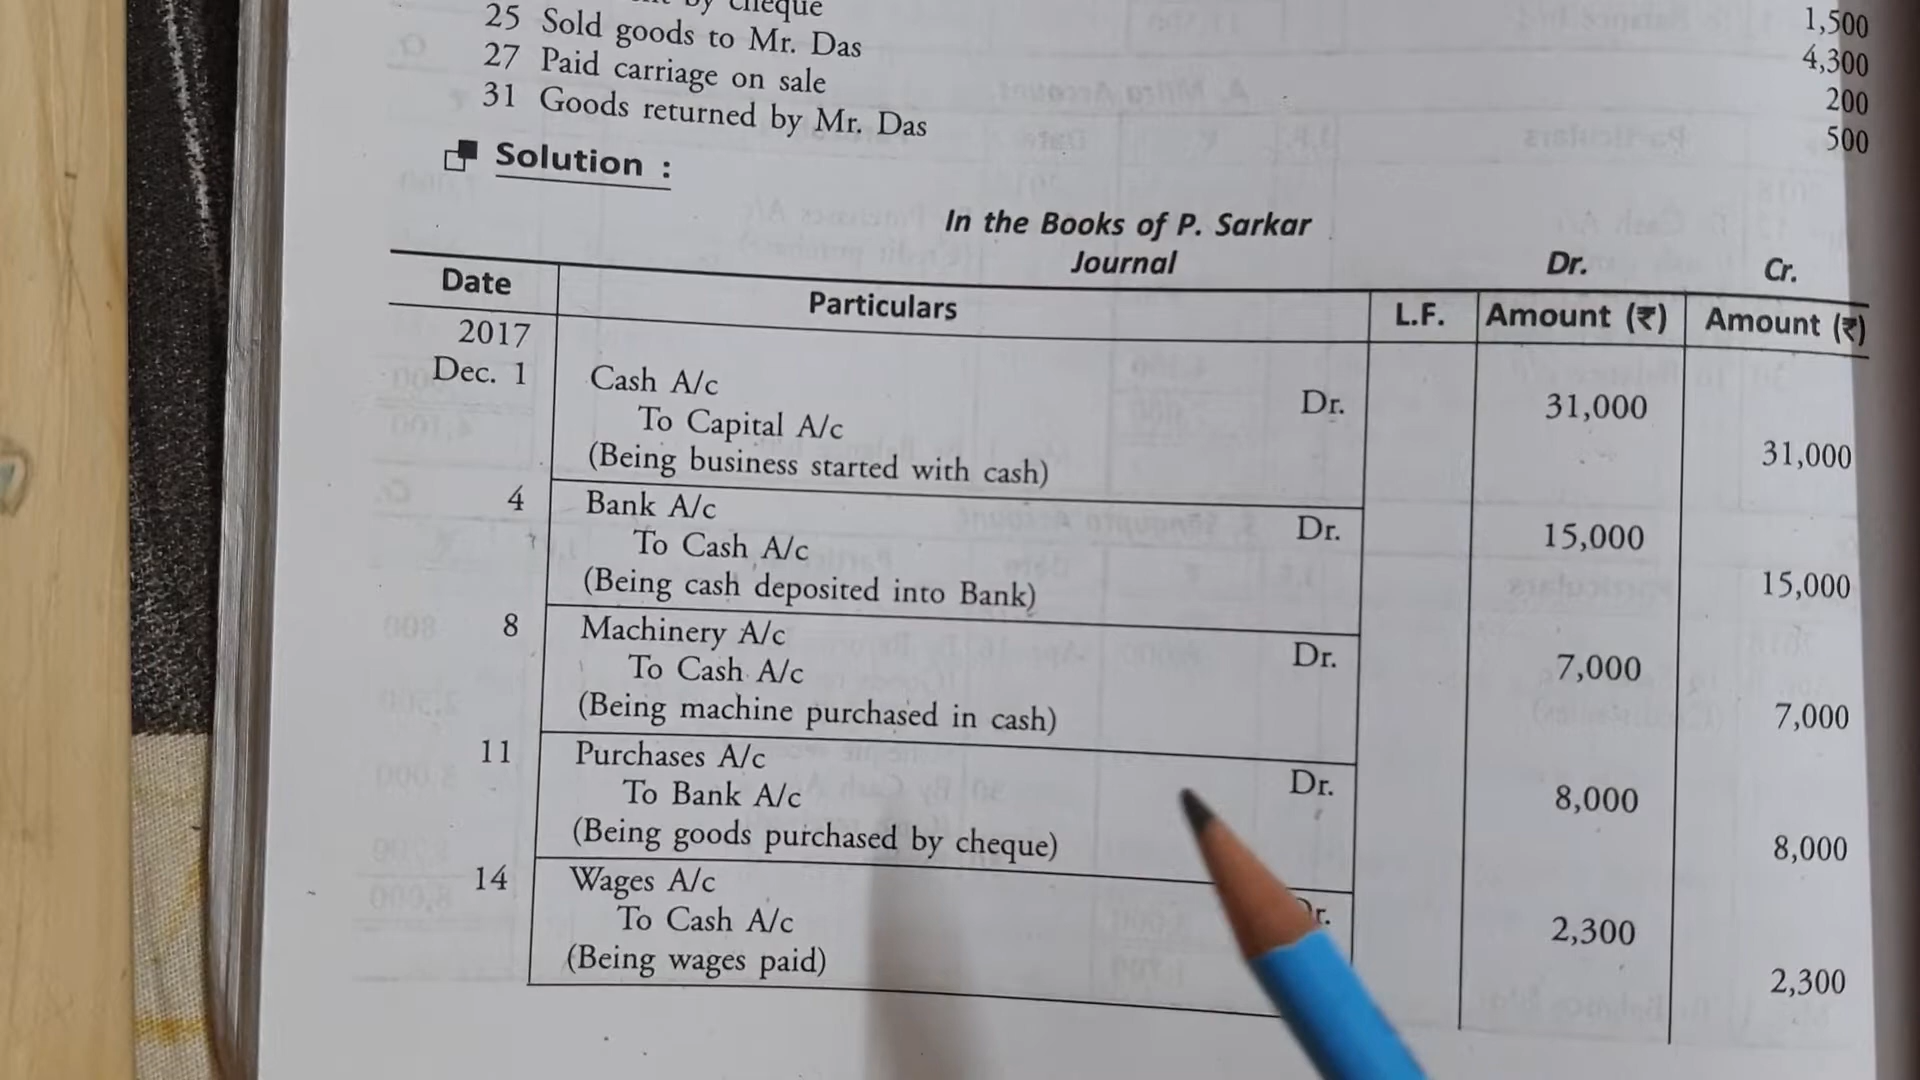 by cheque 1,500
25 Sold goods to Mr. Das 4,300
27 Paid carriage on sale 200
31 Goods returned by Mr. Das 500
Solution :
In the Books of P. Sarkar
Journal Dr. Cr.
Date Particulars L.F. Amount (₹) Amount (₹)
2017
Dec. 1 Cash A/c Dr. 31,000
To Capital A/c 31,000
(Being business started with cash)
4 Bank A/c Dr. 15,000
To Cash A/c 15,000
(Being cash deposited into Bank)
8 Machinery A/c Dr. 7,000
To Cash A/c 7,000
(Being machine purchased in cash)
11 Purchases A/c Dr. 8,000
To Bank A/c 8,000
(Being goods purchased by cheque)
14 Wages A/c Dr. 2,300
To Cash A/c 2,300
(Being wages paid)